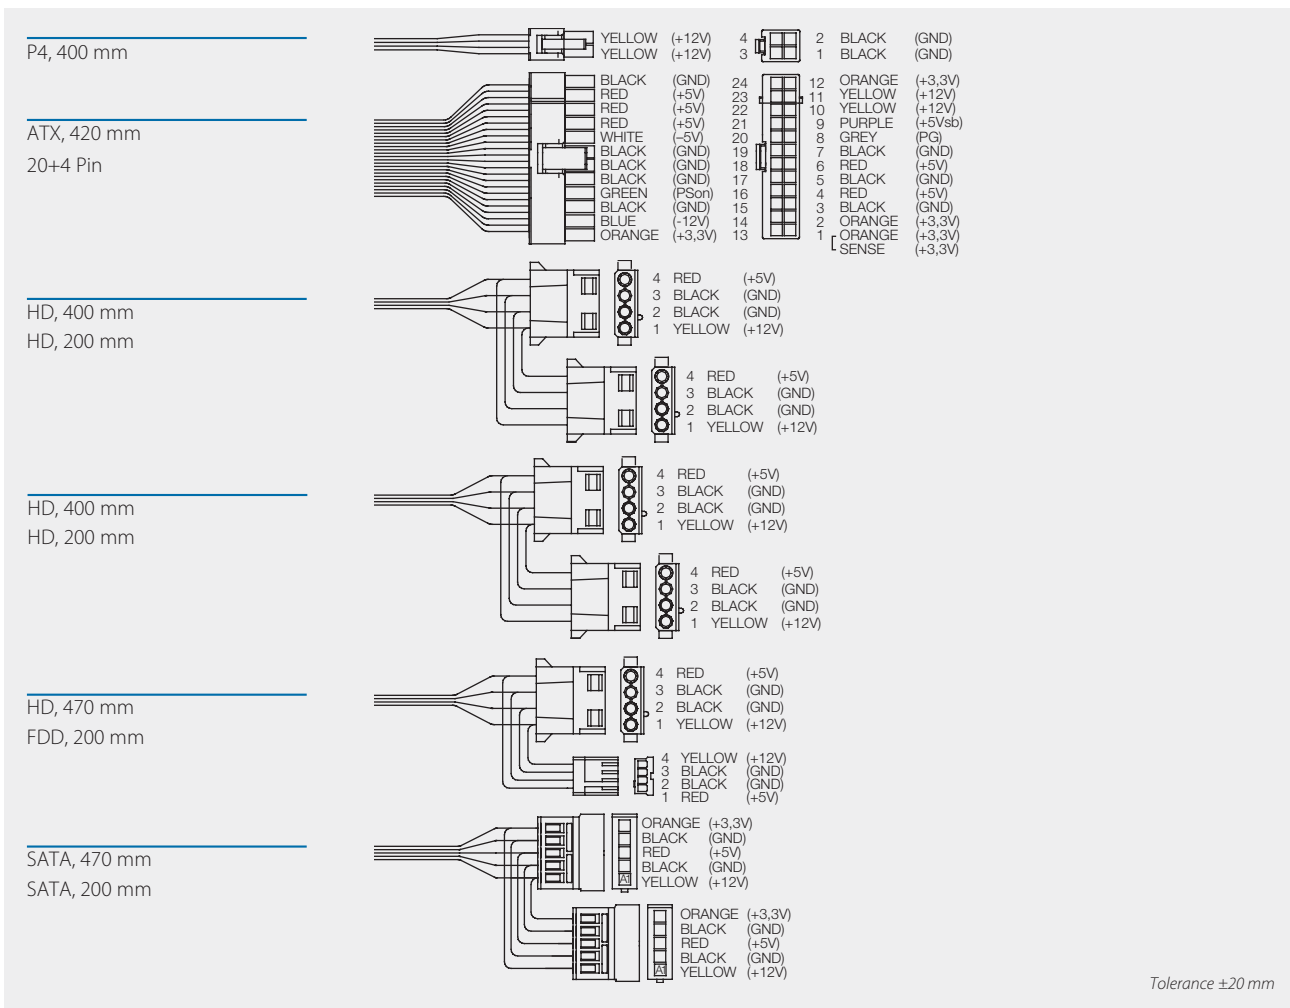 P4, 400 mm
YELLOW (+12V) 4 2 BLACK (GND)
YELLOW (+12V) 3 1 BLACK (GND)
ATX, 420 mm
20+4 Pin
BLACK (GND) 24 12 ORANGE (+3,3V)
RED (+5V) 23 11 YELLOW (+12V)
RED (+5V) 22 10 YELLOW (+12V)
RED (+5V) 21 9 PURPLE (+5Vsb)
WHITE (–5V) 20 8 GREY (PG)
BLACK (GND) 19 7 BLACK (GND)
BLACK (GND) 18 6 RED (+5V)
BLACK (GND) 17 5 BLACK (GND)
GREEN (PSon) 16 4 RED (+5V)
BLACK (GND) 15 3 BLACK (GND)
BLUE (-12V) 14 2 ORANGE (+3,3V)
ORANGE (+3,3V) 13 1 ORANGE (+3,3V)
SENSE (+3,3V)
HD, 400 mm
HD, 200 mm
4 RED (+5V)
3 BLACK (GND)
2 BLACK (GND)
1 YELLOW (+12V)
4 RED (+5V)
3 BLACK (GND)
2 BLACK (GND)
1 YELLOW (+12V)
HD, 400 mm
HD, 200 mm
4 RED (+5V)
3 BLACK (GND)
2 BLACK (GND)
1 YELLOW (+12V)
4 RED (+5V)
3 BLACK (GND)
2 BLACK (GND)
1 YELLOW (+12V)
HD, 470 mm
FDD, 200 mm
4 RED (+5V)
3 BLACK (GND)
2 BLACK (GND)
1 YELLOW (+12V)
4 YELLOW (+12V)
3 BLACK (GND)
2 BLACK (GND)
1 RED (+5V)
SATA, 470 mm
SATA, 200 mm
ORANGE (+3,3V)
BLACK (GND)
RED (+5V)
BLACK (GND)
A1 YELLOW (+12V)
ORANGE (+3,3V)
BLACK (GND)
RED (+5V)
BLACK (GND)
A1 YELLOW (+12V)
Tolerance ±20 mm